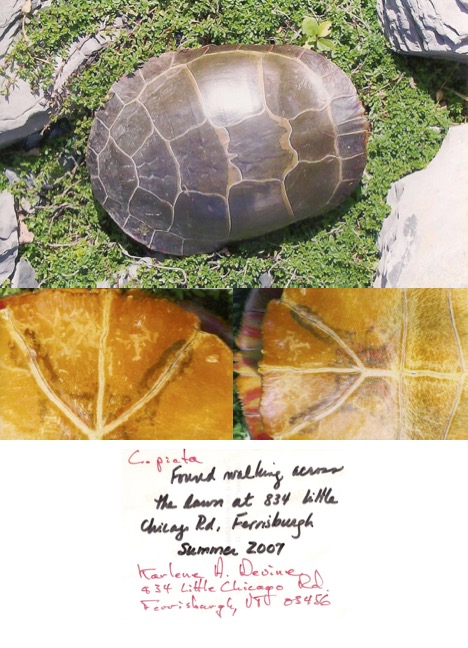 C. picta
Found walking across
the lawn at 834 Little
Chicago Rd, Ferrisburgh
Summer 2007
Karlene A. Devine
834 Little Chicago Rd.
Ferrisburgh, VT 05456